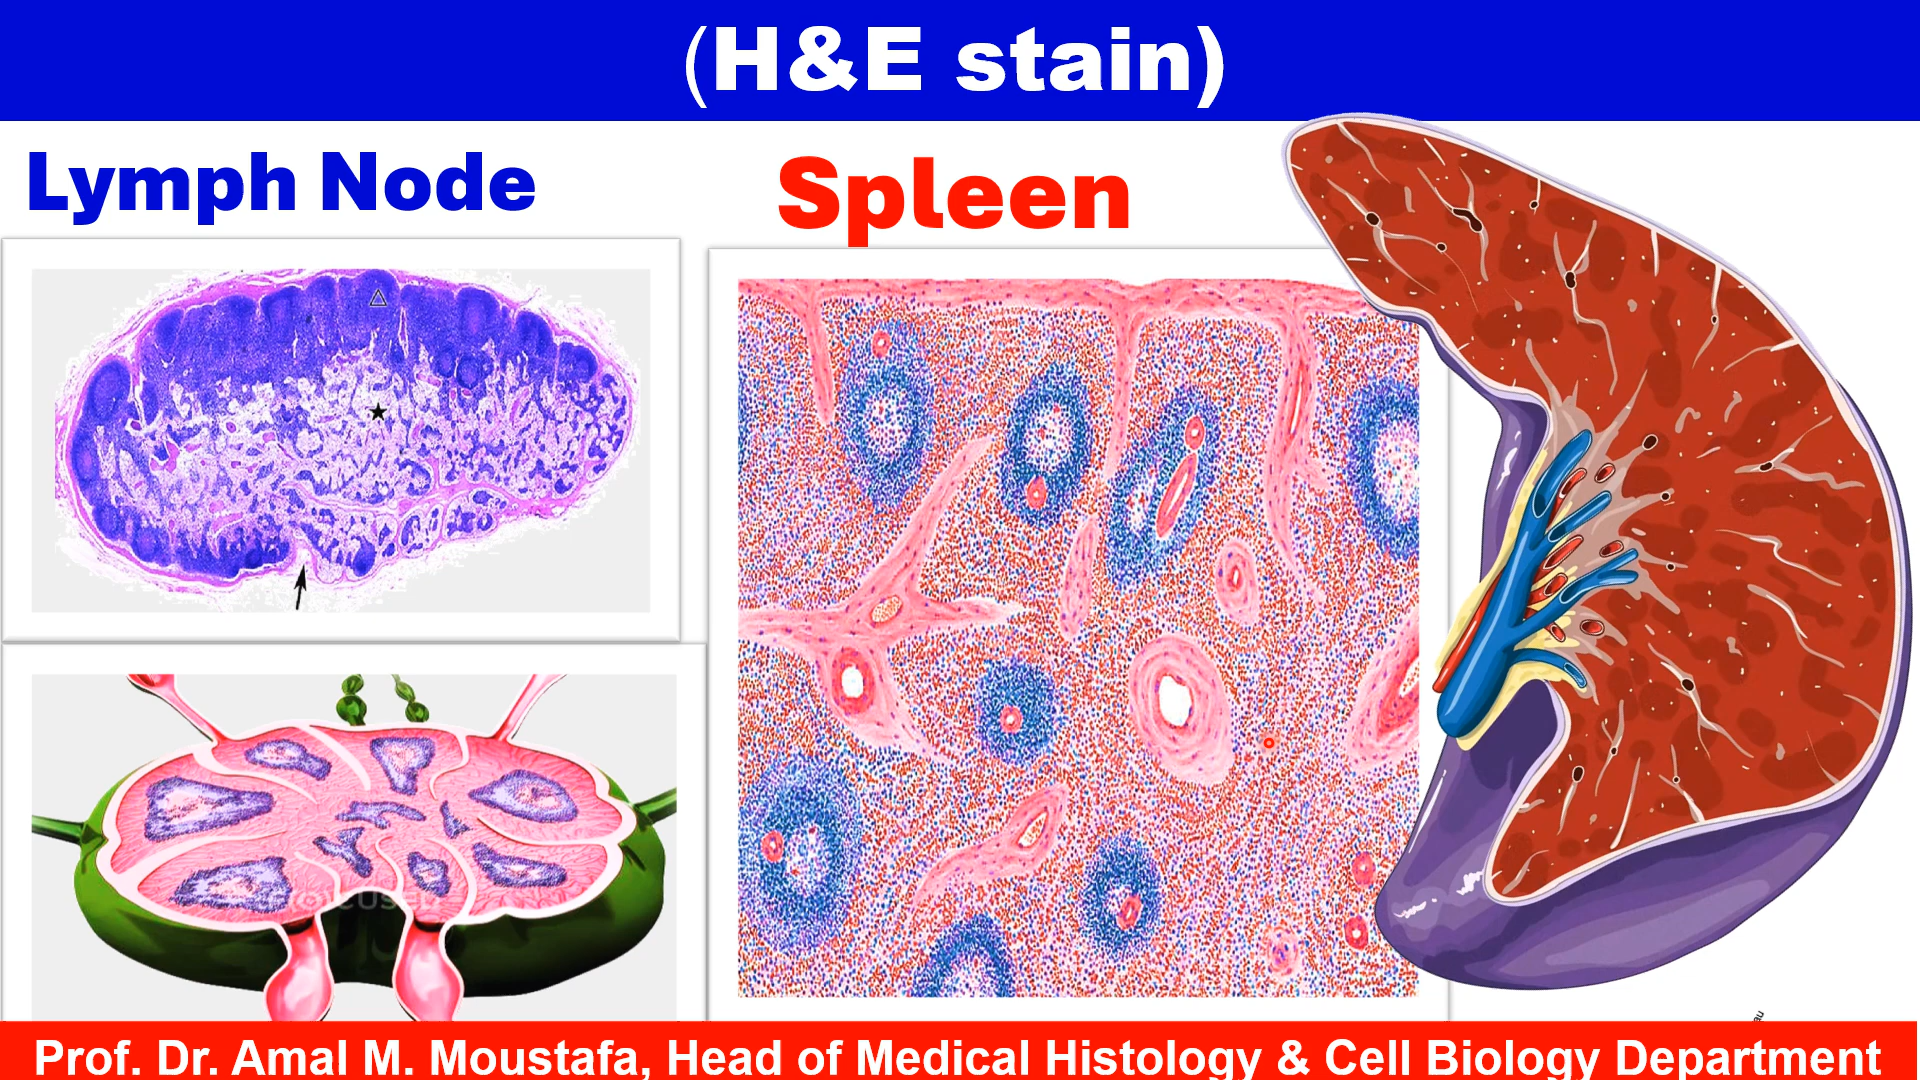 (H&E stain)
Lymph Node
Spleen
Prof. Dr. Amal M. Moustafa, Head of Medical Histology & Cell Biology Department